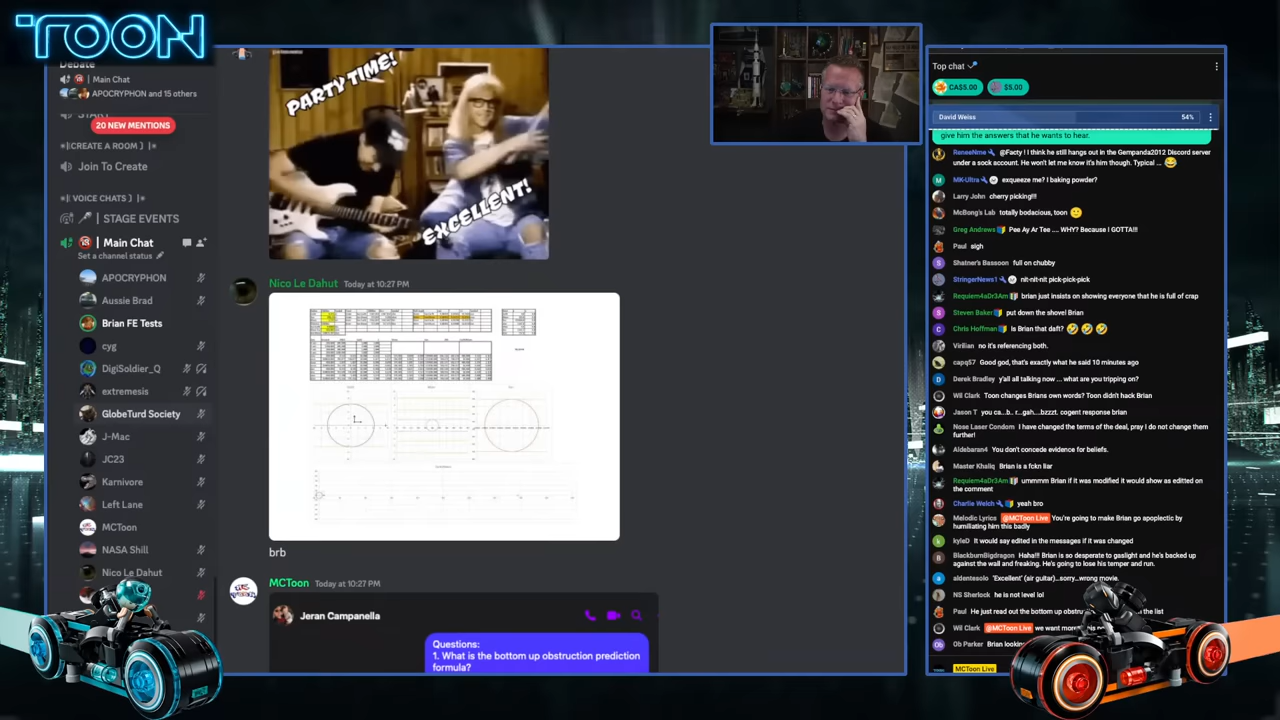 TOON
Debate
Main Chat
APOCRYPHON and 15 others
START
20 NEW MENTIONS
CREATE A ROOM
Join To Create
VOICE CHATS
STAGE EVENTS
Main Chat
Set a channel status
APOCRYPHON
Aussie Brad
Brian FE Tests
cyg
DigiSoldier_Q
extremesis
GlobeTurd Society
J-Mac
JC23
Karnivore
Left Lane
MCToon
NASA Shill
Nico Le Dahut
PARTY TIME!
EXCELLENT!
Nico Le Dahut Today at 10:27 PM
brb
MCToon Today at 10:27 PM
Jeran Campanella
Questions:
1. What is the bottom up obstruction prediction
formula?
Top chat
CA$5.00 $5.00
David Weiss 54%
give him the answers that he wants to hear.
ReneeNme @Facty ! I think he still hangs out in the Gempanda2012 Discord server
under a sock account. He won't let me know it's him though. Typical ...
MK-Ultra exqueeze me? I baking powder?
Larry John cherry picking!!!
McBong's Lab totally bodacious, toon
Greg Andrews Pee Ay Ar Tee .... WHY? Because I GOTTA!!!
Paul sigh
Shatner's Bassoon full on chubby
StringerNews1 nit-nit-nit pick-pick-pick
Requiem4aDr3Am brian just insists on showing everyone that he is full of crap
Steven Baker put down the shovel Brian
Chris Hoffman Is Brian that daft?
Virilian no it's referencing both.
capq57 Good god, that's exactly what he said 10 minutes ago
Derek Bradley y'all all talking now ... what are you tripping on?
Wil Clark Toon changes Brians own words? Toon didn't hack Brian
Jason T you ca...b.. r...gah...bzzzt. cogent response brian
Nose Laser Condom I have changed the terms of the deal, pray I do not change them
further!
Aldebaran4 You don't concede evidence for beliefs.
Master Khaliq Brian is a fckn liar
Requiem4aDr3Am ummmm Brian if it was modified it would show as editted on
the comment
Charlie Welch yeah bro
Melodic Lyrics @MCToon Live You're going to make Brian go apoplectic by
humiliating him this badly
kyleD It would say edited in the messages if it was changed
BlackburnBigdragon Haha!!! Brian is so desperate to gaslight and he's backed up
against the wall and freaking. He's going to lose his temper and run.
aldentesolo "Excellent" (air guitar)...sorry...wrong movie.
NS Sherlock he is not level lol
Paul He just read out the bottom up obstru the list
Wil Clark @MCToon Live we want more
Ob Parker Brian lookin
MCToon Live